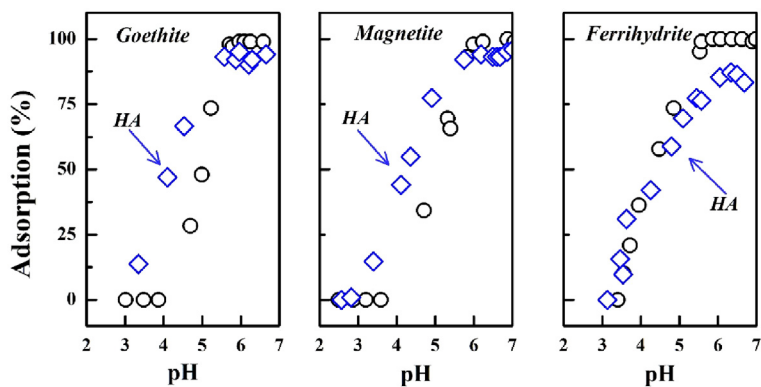 Goethite
Magnetite
Ferrihydrite
Adsorption (%)
100
75
50
25
0
HA
HA
HA
2 3 4 5 6 7
2 3 4 5 6 7
2 3 4 5 6 7
pH
pH
pH